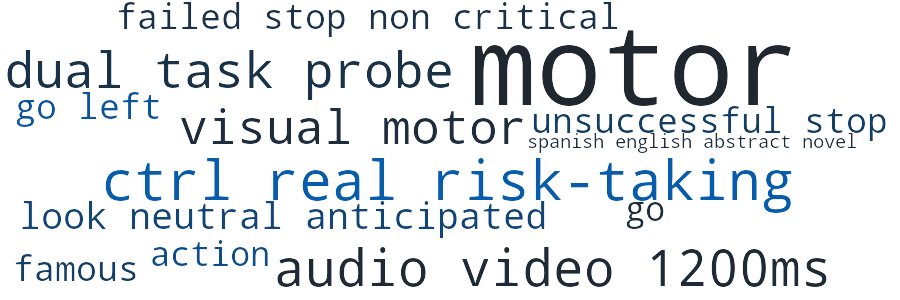 failed stop non critical
motor
dual task probe
go left
visual motor
unsuccessful stop
spanish english abstract novel
ctrl real risk-taking
look neutral anticipated
go
famous
action
audio video 1200ms